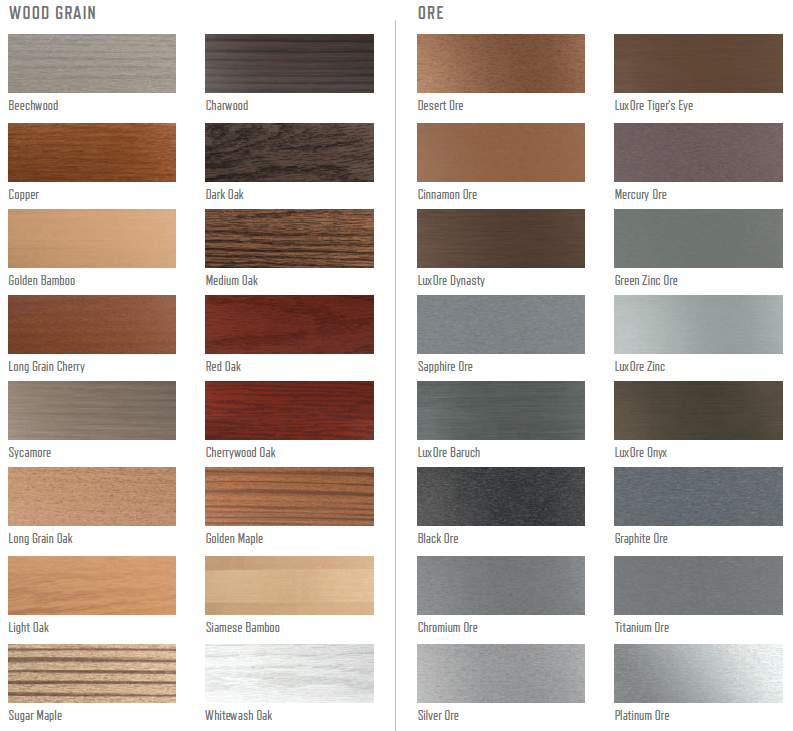 WOOD GRAIN
Beechwood
Charwood
Copper
Dark Oak
Golden Bamboo
Medium Oak
Long Grain Cherry
Red Oak
Sycamore
Cherrywood Oak
Long Grain Oak
Golden Maple
Light Oak
Siamese Bamboo
Sugar Maple
Whitewash Oak
ORE
Desert Ore
LuxOre Tiger's Eye
Cinnamon Ore
Mercury Ore
LuxOre Dynasty
Green Zinc Ore
Sapphire Ore
LuxOre Zinc
LuxOre Baruch
LuxOre Onyx
Black Ore
Graphite Ore
Chromium Ore
Titanium Ore
Silver Ore
Platinum Ore